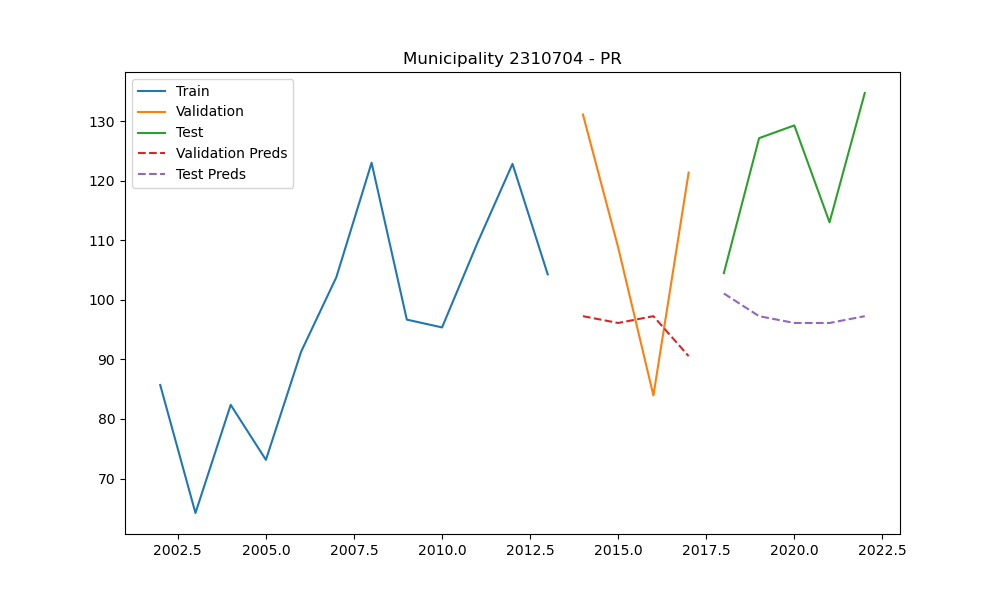 Municipality 2310704 - PR
Train
Validation
Test
Validation Preds
Test Preds
130
120
110
100
90
80
70
2002.5 2005.0 2007.5 2010.0 2012.5 2015.0 2017.5 2020.0 2022.5